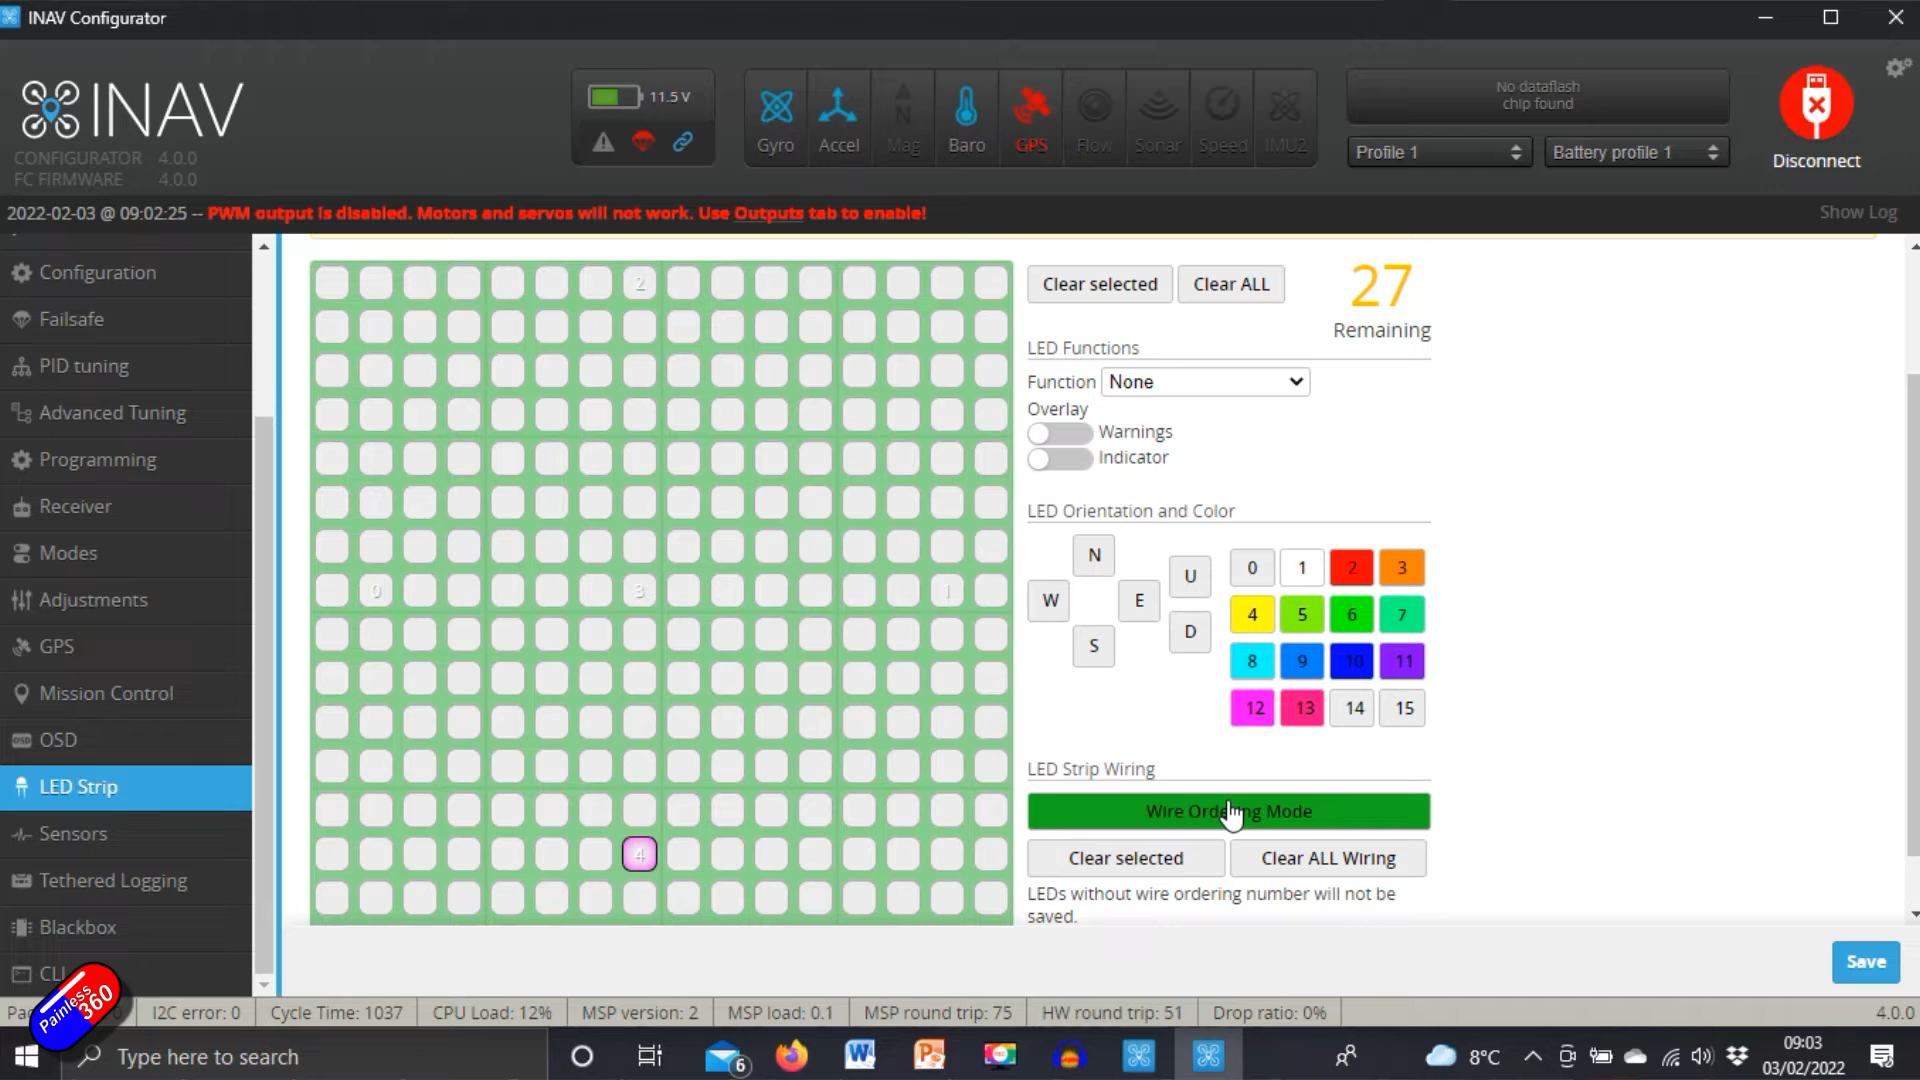 INAV Configurator
INAV
CONFIGURATOR 4.0.0
FC FIRMWARE 4.0.0
11.5 V
Gyro
Accel
Mag
Baro
GPS
Flow
Sonar
Speed
IMU2
No dataflash
chip found
Profile 1
Battery profile 1
Disconnect
2022-02-03 @ 09:02:25 -- PWM output is disabled. Motors and servos will not work. Use Outputs tab to enable!
Show Log
Configuration
Failsafe
PID tuning
Advanced Tuning
Programming
Receiver
Modes
Adjustments
GPS
Mission Control
OSD
LED Strip
Sensors
Tethered Logging
Blackbox
CLI
2
0
3
1
4
Clear selected
Clear ALL
27
Remaining
LED Functions
Function None
Overlay
Warnings
Indicator
LED Orientation and Color
N
W
E
S
U
D
0 1 2 3
4 5 6 7
8 9 10 11
12 13 14 15
LED Strip Wiring
Wire Ordering Mode
Clear selected
Clear ALL Wiring
LEDs without wire ordering number will not be
saved.
Save
Painless360
I2C error: 0
Cycle Time: 1037
CPU Load: 12%
MSP version: 2
MSP load: 0.1
MSP round trip: 75
HW round trip: 51
Drop ratio: 0%
4.0.0
Type here to search
6
8°C
09:03
03/02/2022